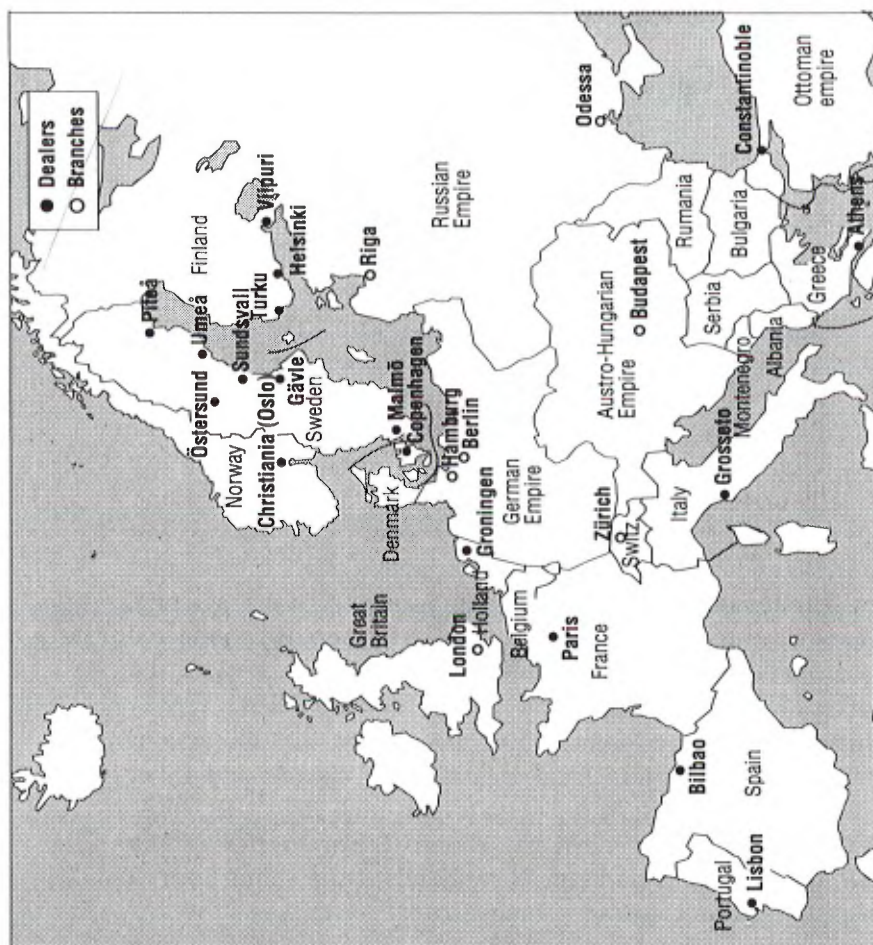 Dealers
Branches
Piteå
Umeå
Östersund
Sundsvall
Finland
Viipuri
Turku
Helsinki
Norway
Christiania (Oslo)
Gävle
Sweden
Riga
Russian
Empire
Malmö
Copenhagen
Denmark
Hamburg
Berlin
Great
Britain
London
Holland
Groningen
German
Empire
Belgium
Paris
France
Zürich
Switz
Austro-Hungarian
Empire
Budapest
Odessa
Rumania
Serbia
Bulgaria
Constantinoble
Ottoman
empire
Montenegro
Albania
Greece
Athens
Italy
Grosseto
Bilbao
Spain
Portugal
Lisbon